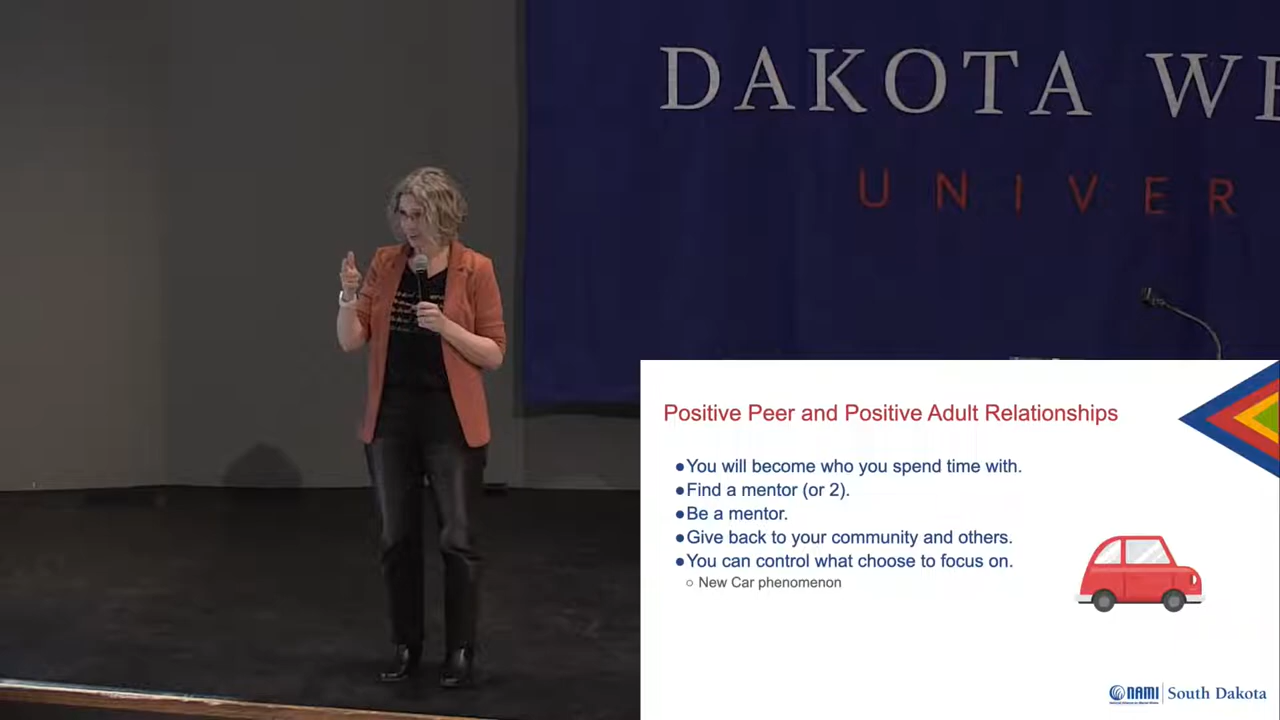 DAKOTA WE
UNIVER
Positive Peer and Positive Adult Relationships
●You will become who you spend time with.
●Find a mentor (or 2).
●Be a mentor.
●Give back to your community and others.
●You can control what choose to focus on.
○ New Car phenomenon
NAMI South Dakota